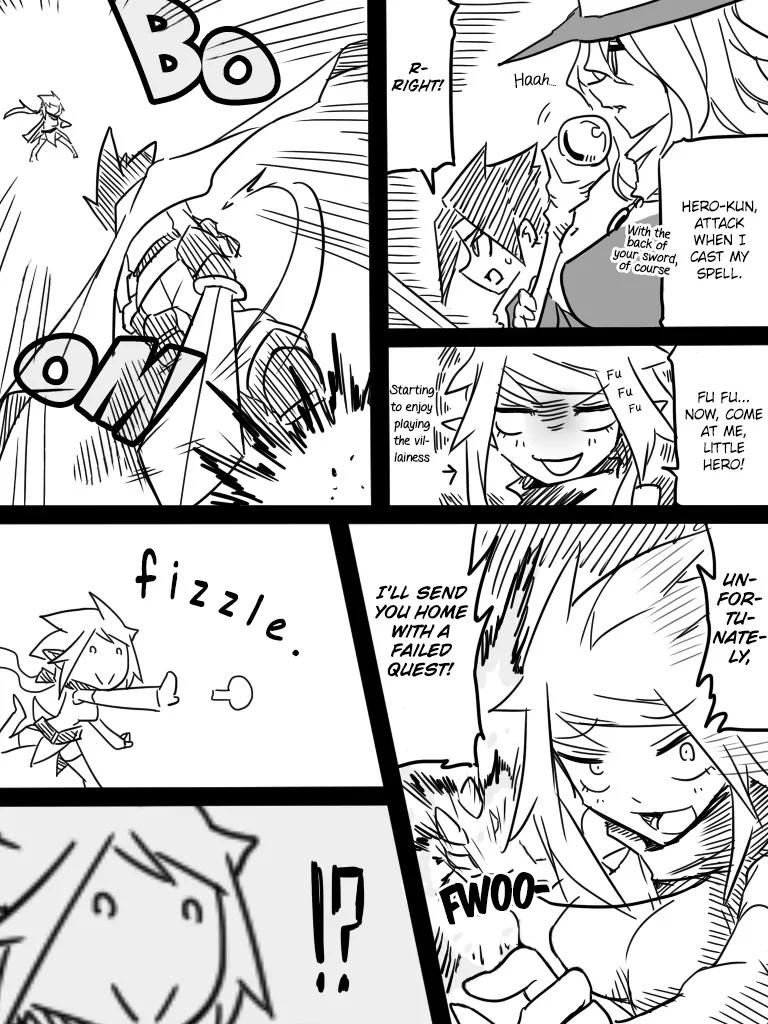 Haah...
R-
RIGHT!
HERO-KUN,
ATTACK
WHEN I
CAST MY
SPELL.
With the
back of
your sword,
of course
BO
OM
Fu
Fu
Fu
FU FU...
NOW, COME
AT ME,
LITTLE
HERO!
Starting
to enjoy
playing
the vil-
lainess
UN-
FOR-
TU-
NATE-
LY,
I'LL SEND
YOU HOME
WITH A
FAILED
QUEST!
FWOO-
fizzle.
!?